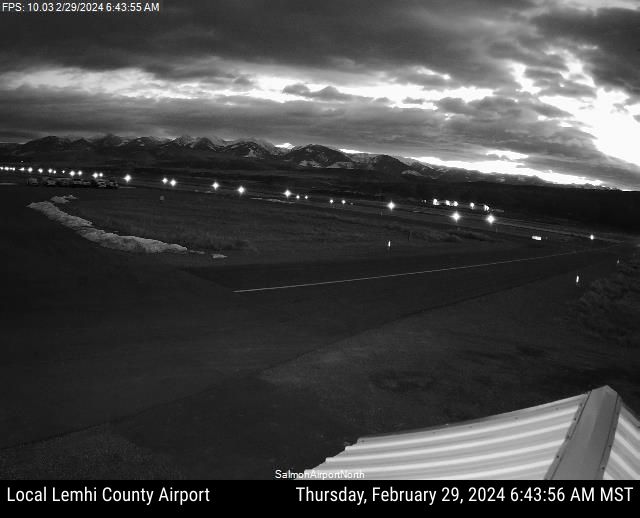 FPS: 10.03 2/29/2024 6:43:55 AM
SalmonAirportNorth
Local Lemhi County Airport
Thursday, February 29, 2024 6:43:56 AM MST